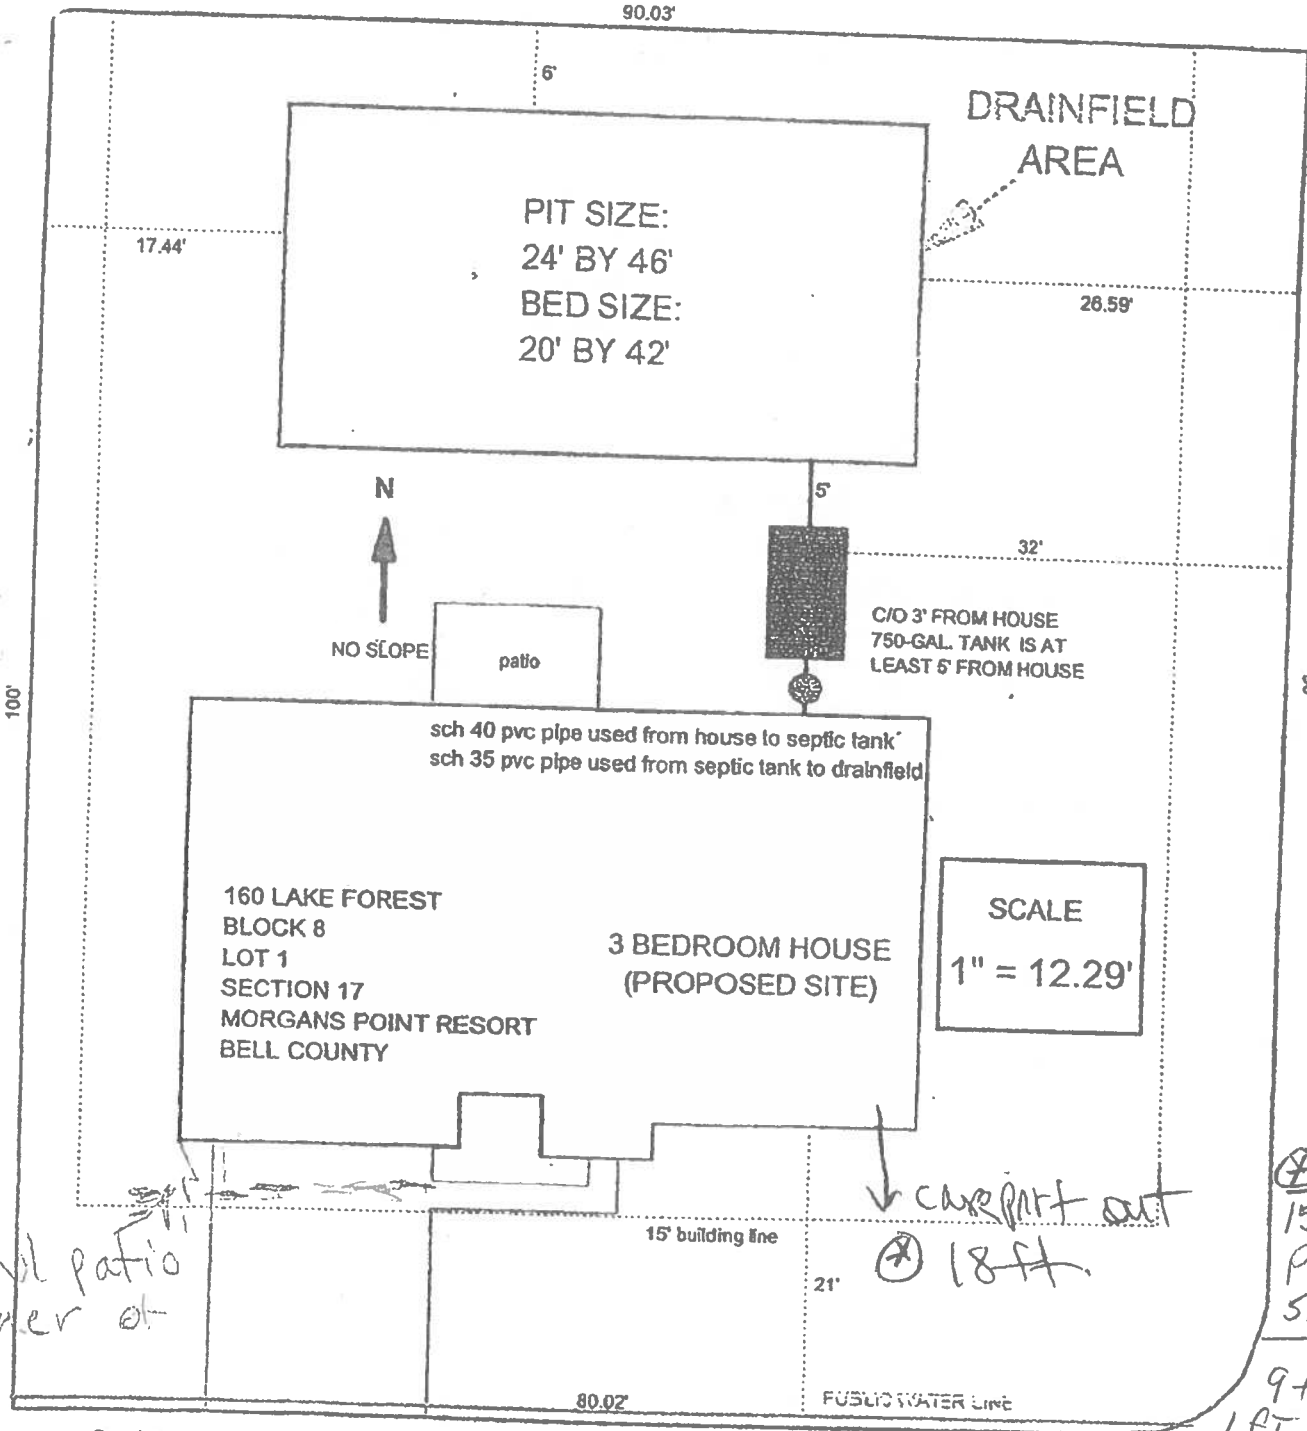 90.03'
6'
DRAINFIELD
AREA
PIT SIZE:
24' BY 46'
BED SIZE:
20' BY 42'
17.44'
26.59'
N
NO SLOPE
5'
32'
patio
C/O 3' FROM HOUSE
750-GAL. TANK IS AT
LEAST 5' FROM HOUSE
100'
sch 40 pvc pipe used from house to septic tank
sch 35 pvc pipe used from septic tank to drainfield
160 LAKE FOREST
BLOCK 8
LOT 1
SECTION 17
MORGANS POINT RESORT
BELL COUNTY
3 BEDROOM HOUSE
(PROPOSED SITE)
SCALE
1" = 12.29'
15' building line
out
18 ft.
patio
21'
80.02'
PUBLIC WATER LINE